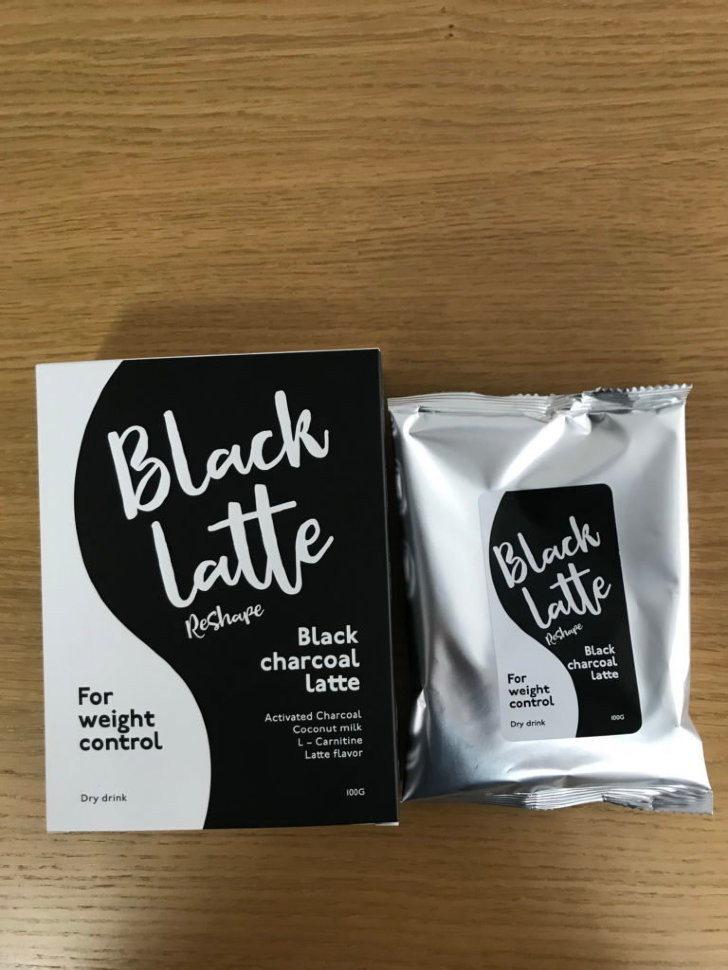 Black
latte
ReShape
Black
charcoal
latte
Activated Charcoal
Coconut milk
L – Carnitine
Latte flavor
For
weight
control
Dry drink
100G
Black
latte
ReShape
Black
charcoal
latte
For
weight
control
Dry drink
100G